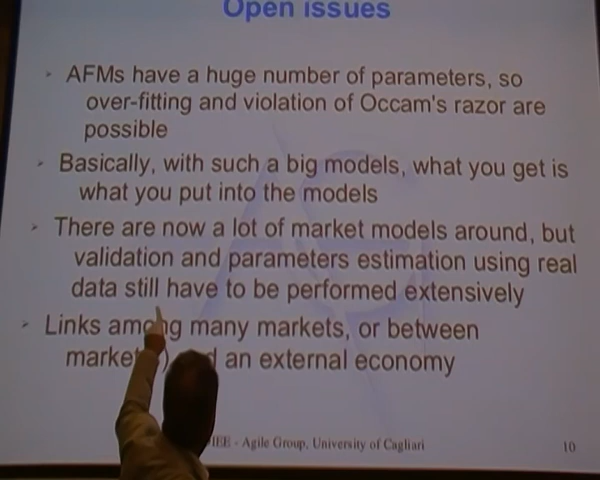 Open issues
AFMs have a huge number of parameters, so
over-fitting and violation of Occam's razor are
possible
Basically, with such a big models, what you get is
what you put into the models
There are now a lot of market models around, but
validation and parameters estimation using real
data still have to be performed extensively
Links among many markets, or between
an external economy
- Agile Group, University of Cagliari
10